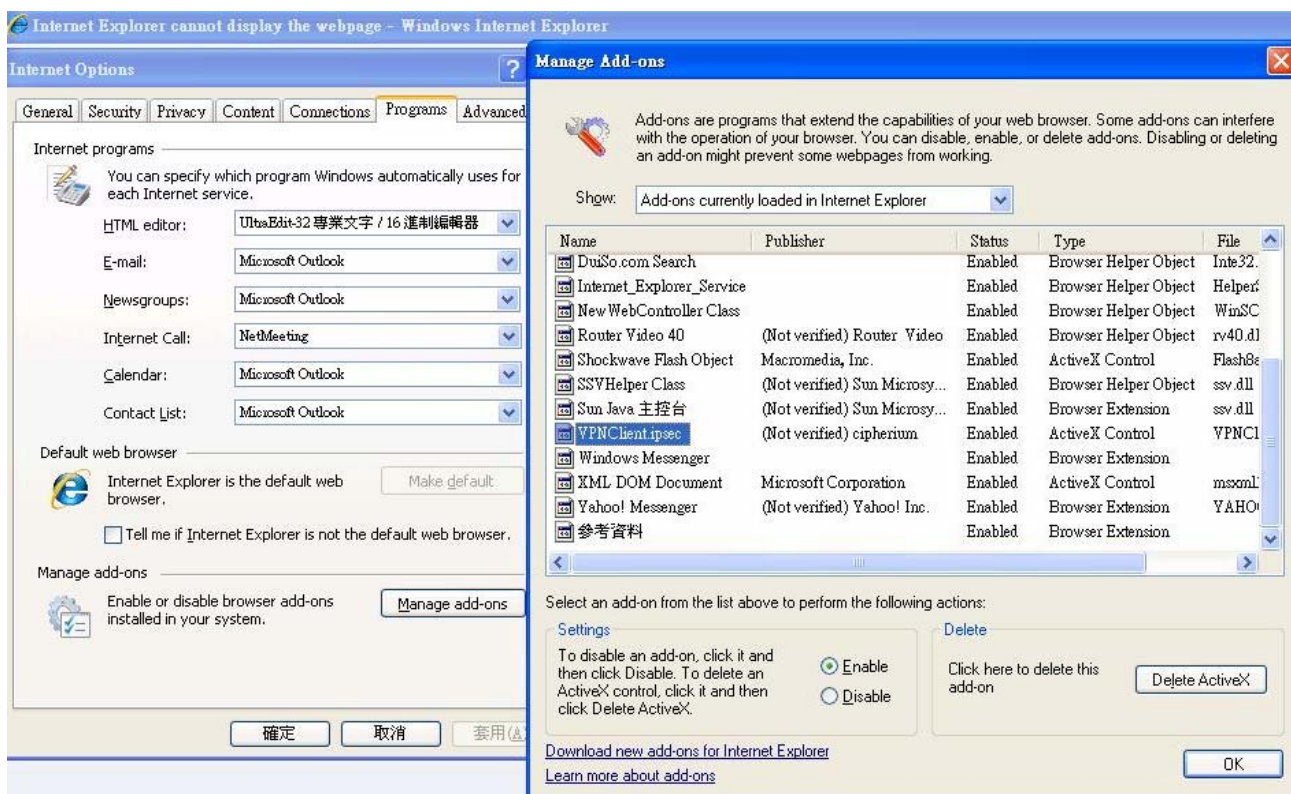 Internet Explorer cannot display the webpage - Windows Internet Explorer
Internet Options
?
General Security Privacy Content Connections Programs Advanced
Internet programs
You can specify which program Windows automatically uses for
each Internet service.
HTML editor: UltraEdit-32 專業文字 / 16 進制編輯器
E-mail: Microsoft Outlook
Newsgroups: Microsoft Outlook
Internet Call: NetMeeting
Calendar: Microsoft Outlook
Contact List: Microsoft Outlook
Default web browser
Internet Explorer is the default web
browser.
Make default
Tell me if Internet Explorer is not the default web browser.
Manage add-ons
Enable or disable browser add-ons
installed in your system.
Manage add-ons
確定 取消 套用(A)
Manage Add-ons
Add-ons are programs that extend the capabilities of your web browser. Some add-ons can interfere
with the operation of your browser. You can disable, enable, or delete add-ons. Disabling or deleting
an add-on might prevent some webpages from working.
Show: Add-ons currently loaded in Internet Explorer
Name Publisher Status Type File
DuiSo.com Search Enabled Browser Helper Object Inte32.
Internet_Explorer_Service Enabled Browser Helper Object HelperS
New WebController Class Enabled Browser Helper Object WinSC
Router Video 40 (Not verified) Router Video Enabled Browser Helper Object rv40.dl
Shockwave Flash Object Macromedia, Inc. Enabled ActiveX Control Flash8a
SSVHelper Class (Not verified) Sun Microsy... Enabled Browser Helper Object ssv.dll
Sun Java 主控台 (Not verified) Sun Microsy... Enabled Browser Extension ssv.dll
VPNClient.ipsec (Not verified) cipherium Enabled ActiveX Control VPNCl
Windows Messenger Enabled Browser Extension
XML DOM Document Microsoft Corporation Enabled ActiveX Control msxml
Yahoo! Messenger (Not verified) Yahoo! Inc. Enabled Browser Extension YAHO
參考資料 Enabled Browser Extension
Select an add-on from the list above to perform the following actions:
Settings
To disable an add-on, click it and
then click Disable. To delete an
ActiveX control, click it and then
click Delete ActiveX.
Enable
Disable
Delete
Click here to delete this
add-on
Delete ActiveX
Download new add-ons for Internet Explorer
Learn more about add-ons
OK